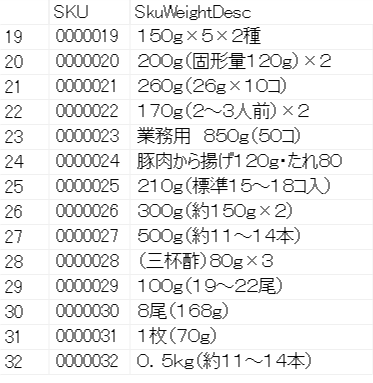 SKU SkuWeightDesc
19 0000019 150g×5×2種
20 0000020 200g(固形量120g)×2
21 0000021 260g(26g×10コ)
22 0000022 170g(2～3人前)×2
23 0000023 業務用　850g(50コ)
24 0000024 豚肉から揚げ120g・たれ80
25 0000025 210g(標準15～18コ入)
26 0000026 300g(約150g×2)
27 0000027 500g(約11～14本)
28 0000028 (三杯酢)80g×3
29 0000029 100g(19～22尾)
30 0000030 8尾(168g)
31 0000031 1枚(70g)
32 0000032 0．5kg(約11～14本)